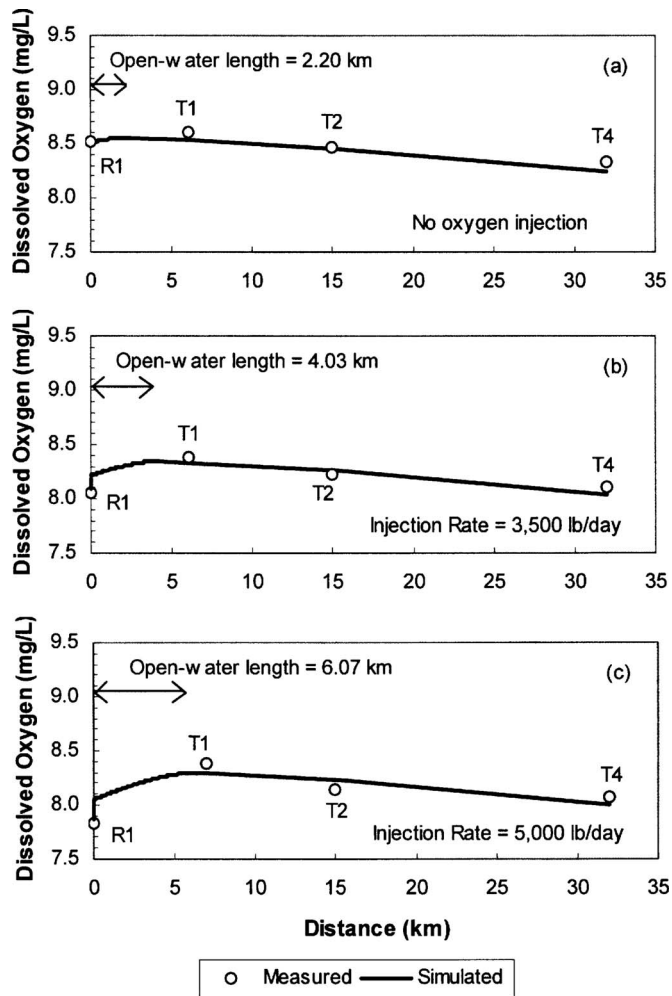 Dissolved Oxygen (mg/L)
9.5
9.0
8.5
8.0
7.5
Open-water length = 2.20 km
(a)
R1
T1
T2
T4
No oxygen injection
0 5 10 15 20 25 30 35
Dissolved Oxygen (mg/L)
9.5
9.0
8.5
8.0
7.5
Open-water length = 4.03 km
(b)
R1
T1
T2
T4
Injection Rate = 3,500 lb/day
0 5 10 15 20 25 30 35
Dissolved Oxygen (mg/L)
9.5
9.0
8.5
8.0
7.5
Open-water length = 6.07 km
(c)
R1
T1
T2
T4
Injection Rate = 5,000 lb/day
0 5 10 15 20 25 30 35
Distance (km)
Measured Simulated